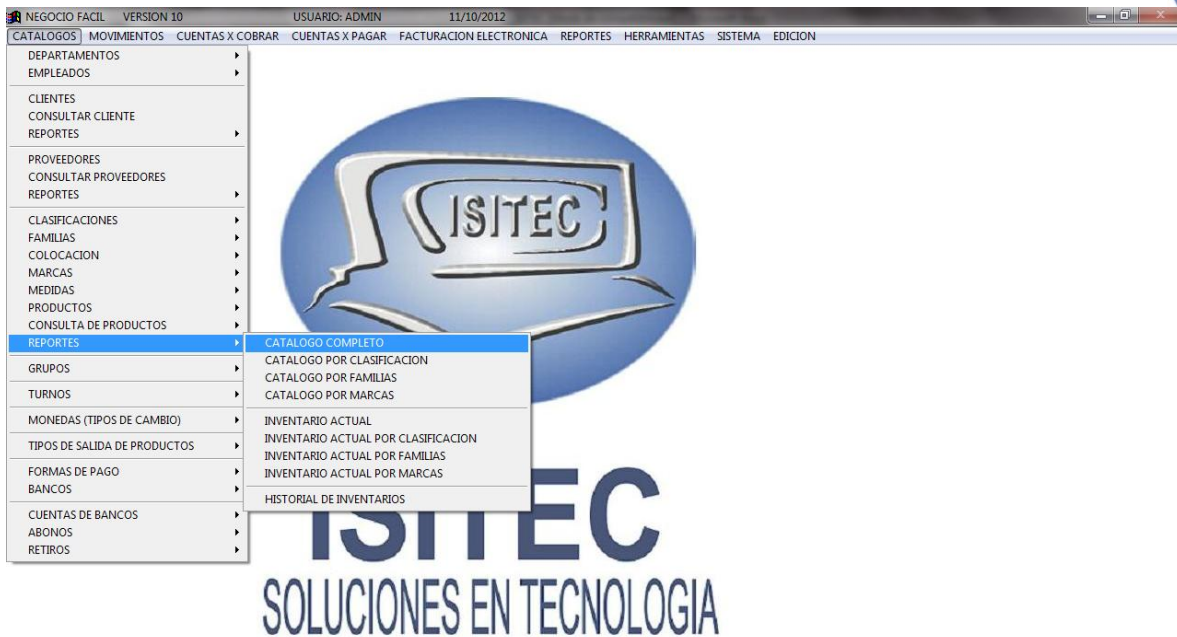 NEGOCIO FACIL VERSION 10 USUARIO: ADMIN 11/10/2012
CATALOGOS MOVIMIENTOS CUENTAS X COBRAR CUENTAS X PAGAR FACTURACION ELECTRONICA REPORTES HERRAMIENTAS SISTEMA EDICION
DEPARTAMENTOS
EMPLEADOS
CLIENTES
CONSULTAR CLIENTE
REPORTES
PROVEEDORES
CONSULTAR PROVEEDORES
REPORTES
CLASIFICACIONES
FAMILIAS
COLOCACION
MARCAS
MEDIDAS
PRODUCTOS
CONSULTA DE PRODUCTOS
REPORTES
GRUPOS
TURNOS
MONEDAS (TIPOS DE CAMBIO)
TIPOS DE SALIDA DE PRODUCTOS
FORMAS DE PAGO
BANCOS
CUENTAS DE BANCOS
ABONOS
RETIROS
CATALOGO COMPLETO
CATALOGO POR CLASIFICACION
CATALOGO POR FAMILIAS
CATALOGO POR MARCAS
INVENTARIO ACTUAL
INVENTARIO ACTUAL POR CLASIFICACION
INVENTARIO ACTUAL POR FAMILIAS
INVENTARIO ACTUAL POR MARCAS
HISTORIAL DE INVENTARIOS
ISITEC
ISITEC
SOLUCIONES EN TECNOLOGIA